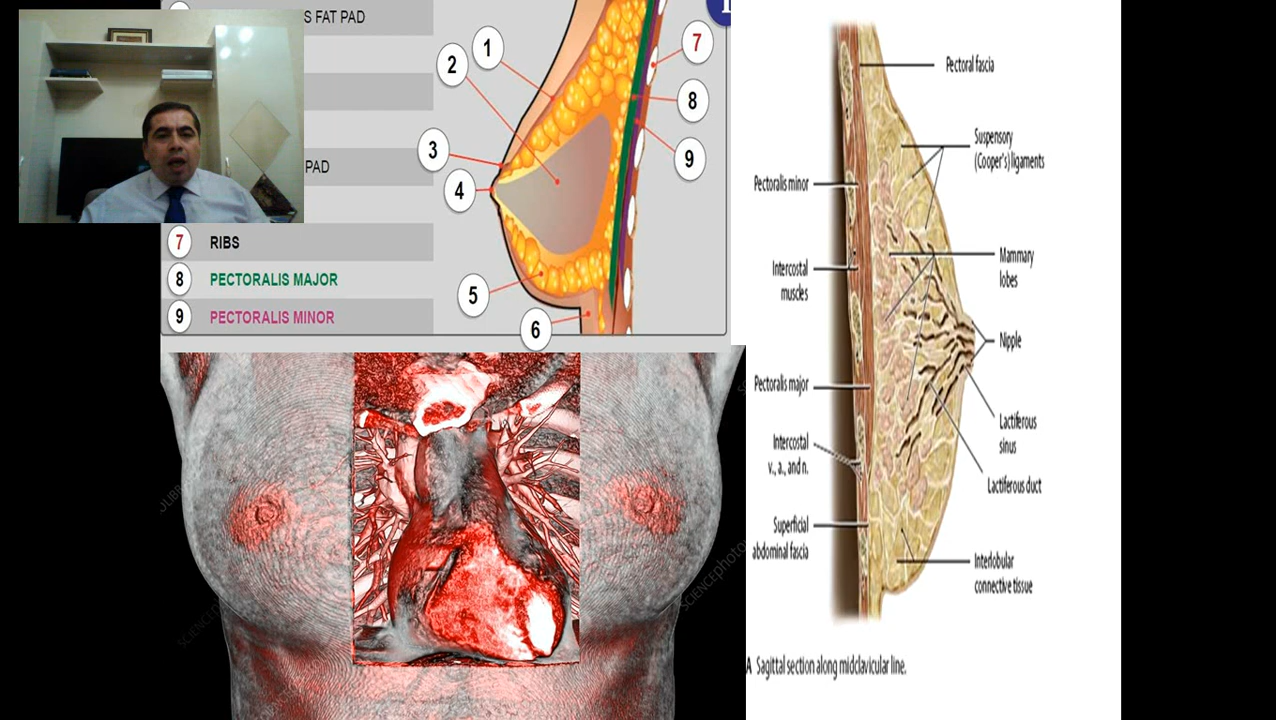 S FAT PAD
PAD
7 RIBS
8 PECTORALIS MAJOR
9 PECTORALIS MINOR
1
2
3
4
5
6
7
8
9
1
Pectoral fascia
Suspensory
(Cooper's) ligaments
Pectoralis minor
Mammary
lobes
Intercostal
muscles
Nipple
Pectoralis major
Lactiferous
sinus
Intercostal
v., a., and n.
Lactiferous duct
Superficial
abdominal fascia
Interlobular
connective tissue
A Sagittal section along midclavicular line.